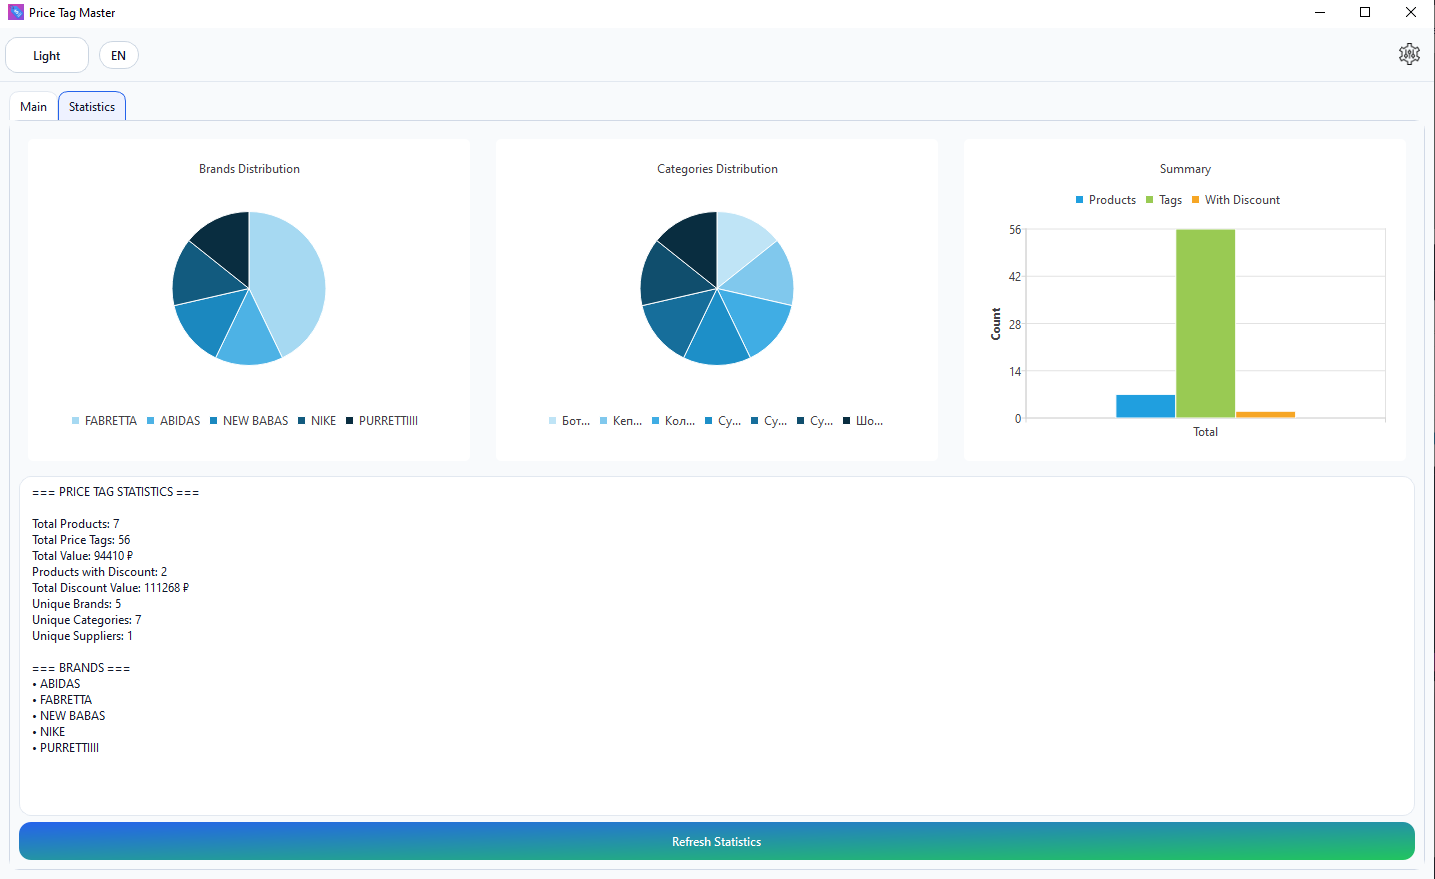 Price Tag Master
Light
EN
Main
Statistics
Brands Distribution
FABRETTA
ABIDAS
NEW BABAS
NIKE
PURRETTIIII
Categories Distribution
Бот...
Кеп...
Кол...
Су...
Су...
Су...
Шо...
Summary
Products
Tags
With Discount
56
42
28
14
0
Count
Total
=== PRICE TAG STATISTICS ===
Total Products: 7
Total Price Tags: 56
Total Value: 94410 ₽
Products with Discount: 2
Total Discount Value: 111268 ₽
Unique Brands: 5
Unique Categories: 7
Unique Suppliers: 1
=== BRANDS ===
• ABIDAS
• FABRETTA
• NEW BABAS
• NIKE
• PURRETTIIII
Refresh Statistics